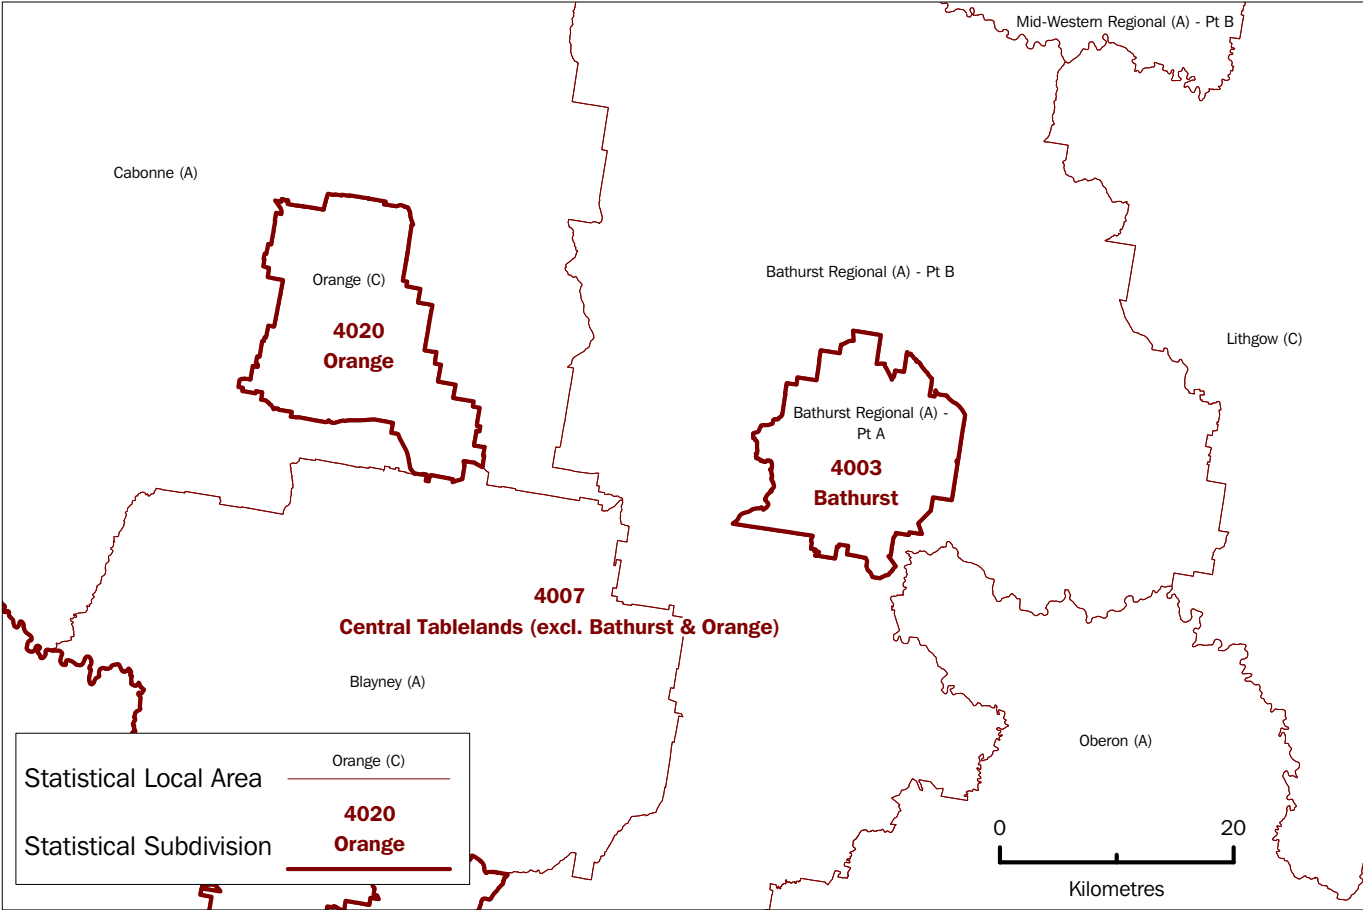 Mid-Western Regional (A) - Pt B
Cabonne (A)
Bathurst Regional (A) - Pt B
Orange (C)
4020
Orange
Lithgow (C)
Bathurst Regional (A) -
Pt A
4003
Bathurst
4007
Central Tablelands (excl. Bathurst & Orange)
Blayney (A)
Oberon (A)
Statistical Local Area
Orange (C)
Statistical Subdivision
4020
Orange
0 20
Kilometres